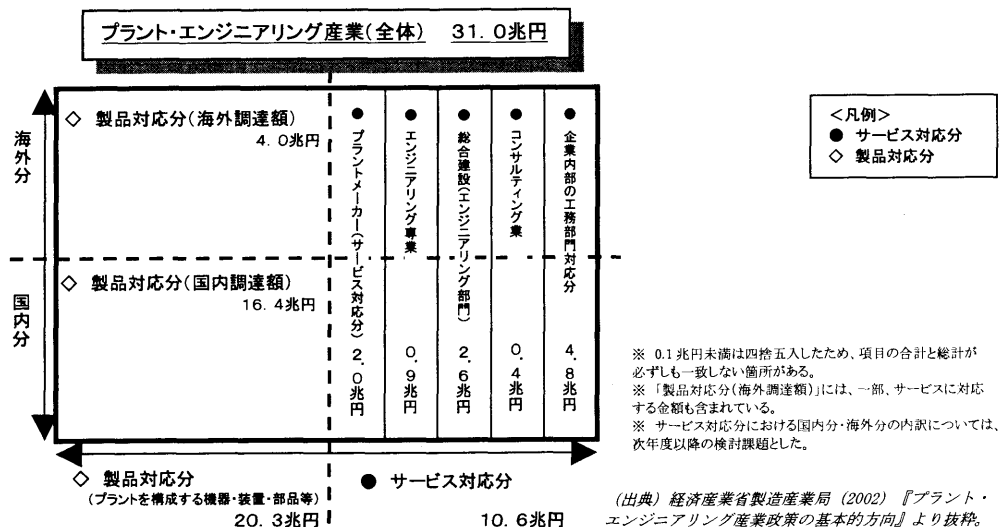 プラント・エンジニアリング産業(全体) 31.0兆円
海外分
国内分
◇ 製品対応分(海外調達額)
4.0兆円
◇ 製品対応分(国内調達額)
16.4兆円
● プラントメーカー(サービス対応分) 2.0兆円
● エンジニアリング専業 0.9兆円
● 総合建設(エンジニアリング部門) 2.6兆円
● コンサルティング業 0.4兆円
● 企業内部の工務部門対応分 4.8兆円
<凡例>
● サービス対応分
◇ 製品対応分
◇ 製品対応分
(プラントを構成する機器・装置・部品等)
20.3兆円
● サービス対応分
10.6兆円
※ 0.1兆円未満は四捨五入したため、項目の合計と総計が
必ずしも一致しない箇所がある。
※ 「製品対応分(海外調達額)」には、一部、サービスに対応
する金額も含まれている。
※ サービス対応分における国内分・海外分の内訳については、
次年度以降の検討課題とした。
(出典) 経済産業省製造産業局 (2002) 『プラント・
エンジニアリング産業政策の基本的方向』より抜粋。